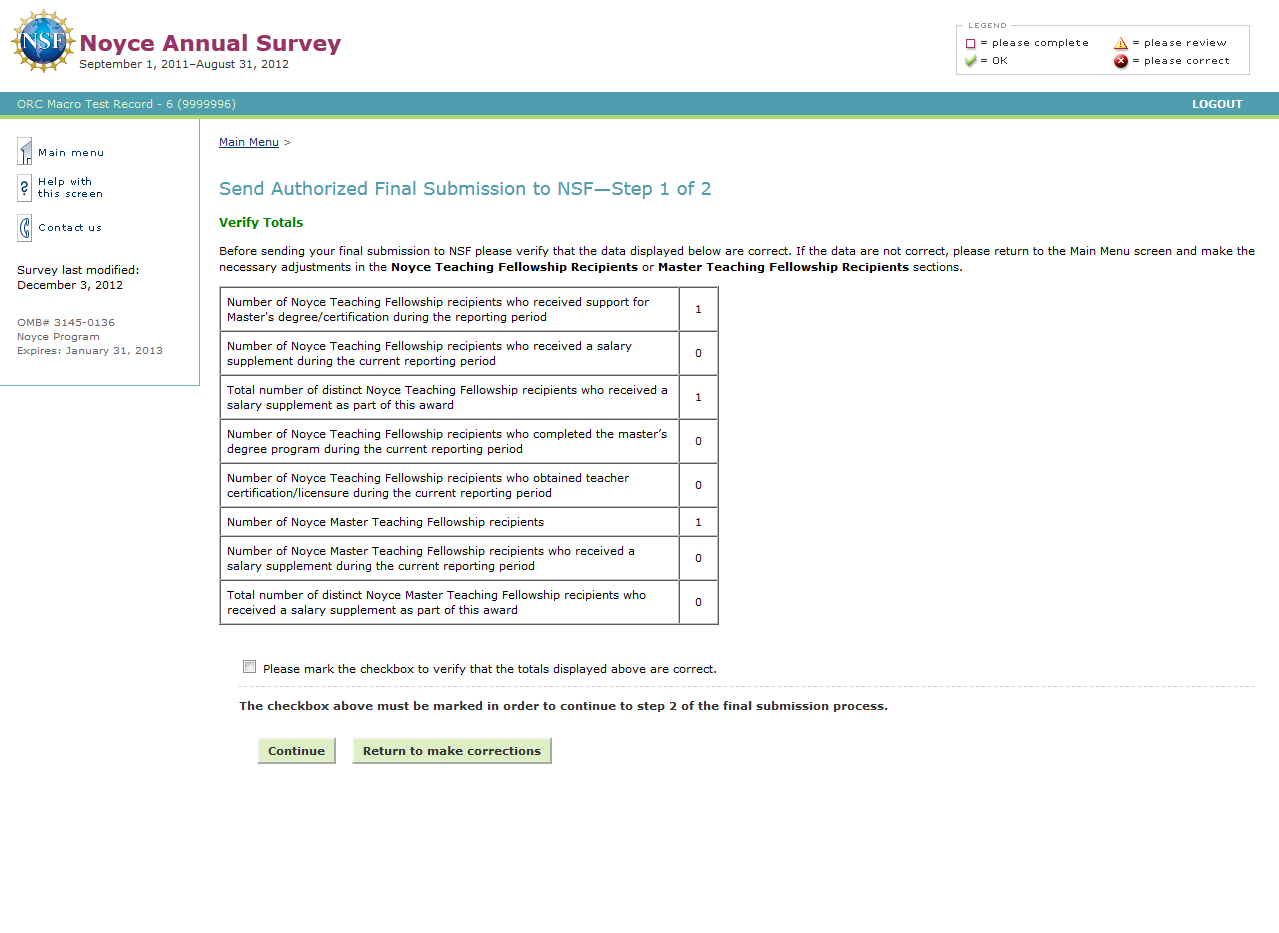 NSF
Noyce Annual Survey
September 1, 2011–August 31, 2012
LEGEND
= please complete
= please review
= OK
= please correct
ORC Macro Test Record - 6 (9999996)
LOGOUT
Main menu
Help with
this screen
Contact us
Survey last modified:
December 3, 2012
OMB# 3145-0136
Noyce Program
Expires: January 31, 2013
Main Menu >
Send Authorized Final Submission to NSF—Step 1 of 2
Verify Totals
Before sending your final submission to NSF please verify that the data displayed below are correct. If the data are not correct, please return to the Main Menu screen and make the
necessary adjustments in the Noyce Teaching Fellowship Recipients or Master Teaching Fellowship Recipients sections.
Number of Noyce Teaching Fellowship recipients who received support for
Master's degree/certification during the reporting period
1
Number of Noyce Teaching Fellowship recipients who received a salary
supplement during the current reporting period
0
Total number of distinct Noyce Teaching Fellowship recipients who received a
salary supplement as part of this award
1
Number of Noyce Teaching Fellowship recipients who completed the master’s
degree program during the current reporting period
0
Number of Noyce Teaching Fellowship recipients who obtained teacher
certification/licensure during the current reporting period
0
Number of Noyce Master Teaching Fellowship recipients
1
Number of Noyce Master Teaching Fellowship recipients who received a
salary supplement during the current reporting period
0
Total number of distinct Noyce Master Teaching Fellowship recipients who
received a salary supplement as part of this award
0
Please mark the checkbox to verify that the totals displayed above are correct.
The checkbox above must be marked in order to continue to step 2 of the final submission process.
Continue
Return to make corrections